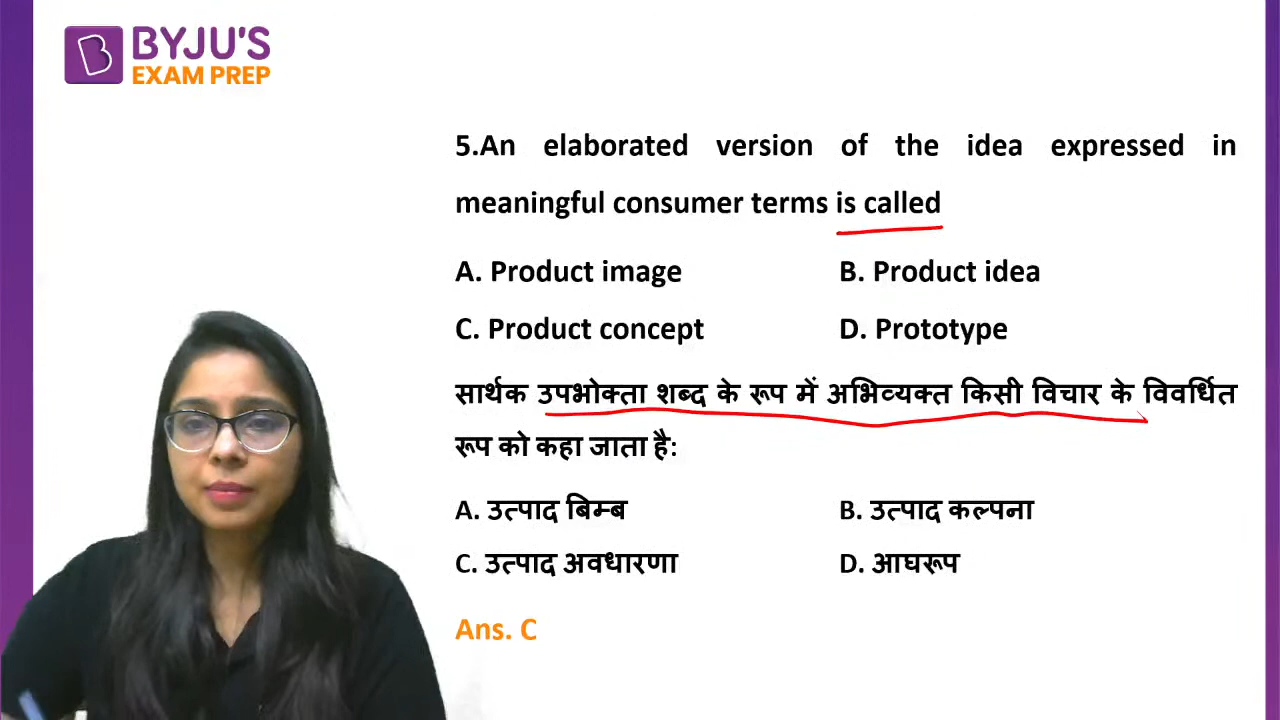 BYJU'S
EXAM PREP
5.An elaborated version of the idea expressed in
meaningful consumer terms is called
A. Product image B. Product idea
C. Product concept D. Prototype
सार्थक उपभोक्ता शब्द के रूप में अभिव्यक्त किसी विचार के विवर्धित
रूप को कहा जाता है:
A. उत्पाद बिम्ब B. उत्पाद कल्पना
C. उत्पाद अवधारणा D. आघरूप
Ans. C